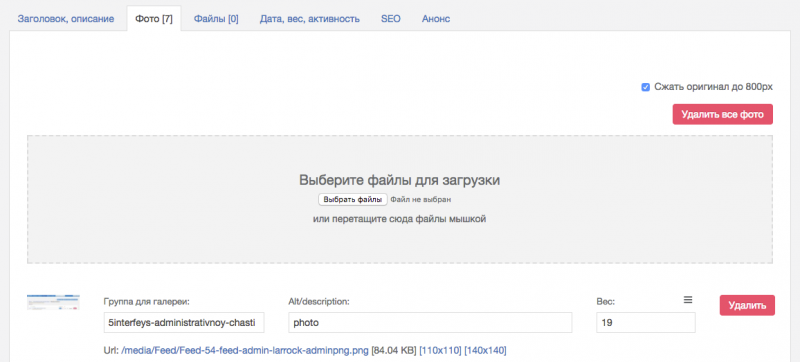 Заголовок, описание Фото [7] Файлы [0] Дата, вес, активность SEO Анонс
Сжать оригинал до 800px
Удалить все фото
Выберите файлы для загрузки
Выбрать файлы Файл не выбран
или перетащите сюда файлы мышкой
Группа для галереи: Alt/description: Вес:
5interfeys-administrativnoy-chasti photo 19 Удалить
Url: /media/Feed/Feed-54-feed-admin-larrock-adminpng.png [84.04 KB] [110x110] [140x140]